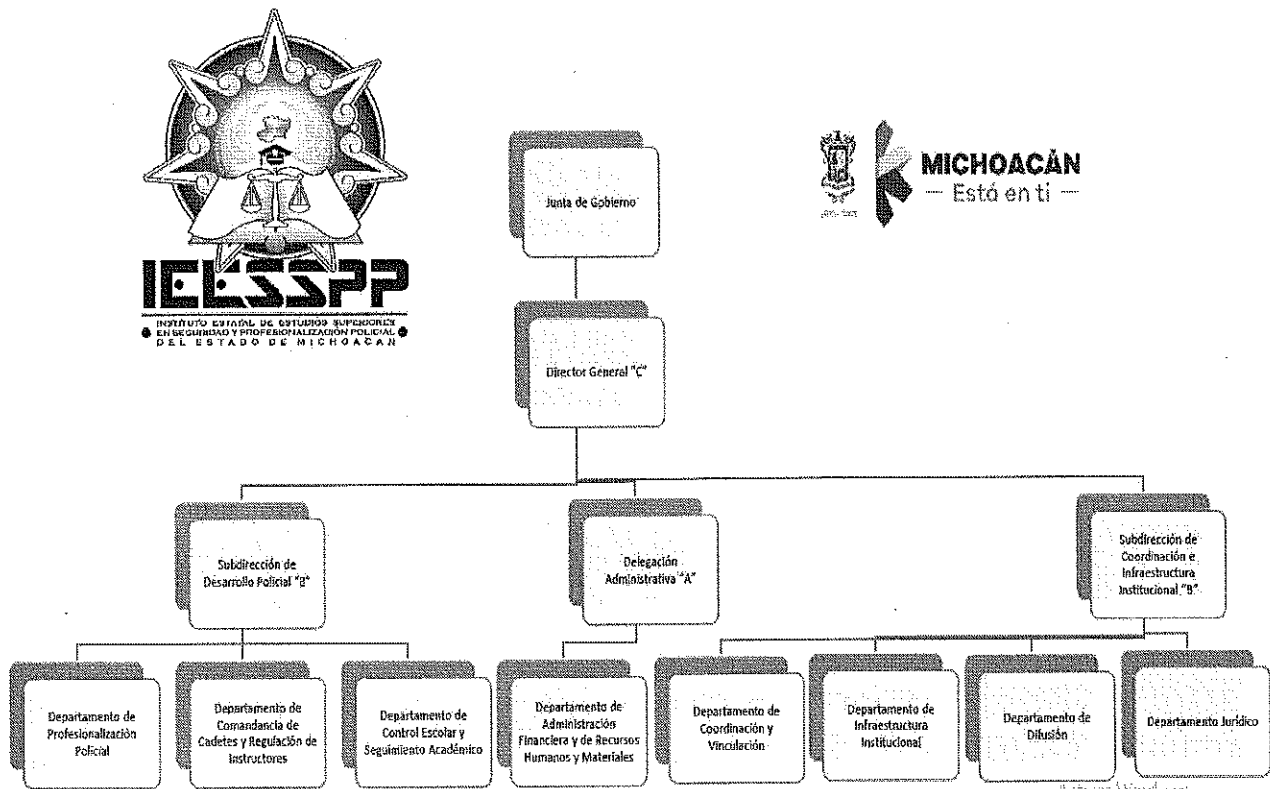 IEESSPP
INSTITUTO ESTATAL DE ESTUDIOS SUPERIORES
EN SEGURIDAD Y PROFESIONALIZACIÓN POLICIAL
DEL ESTADO DE MICHOACAN
MICHOACÁN
— Está en ti —
Junta de Gobierno
Director General "C"
Subdirección de
Desarrollo Policial "B"
Delegación
Administrativa "A"
Subdirección de
Coordinación e
Infraestructura
Institucional "B"
Departamento de
Profesionalización
Policial
Departamento de
Comandancia de
Cadetes y Regulación de
Instructores
Departamento de
Control Escolar y
Seguimiento Académico
Departamento de
Administración
Financiera y de Recursos
Humanos y Materiales
Departamento de
Coordinación y
Vinculación
Departamento de
Infraestructura
Institucional
Departamento de
Difusión
Departamento Jurídico